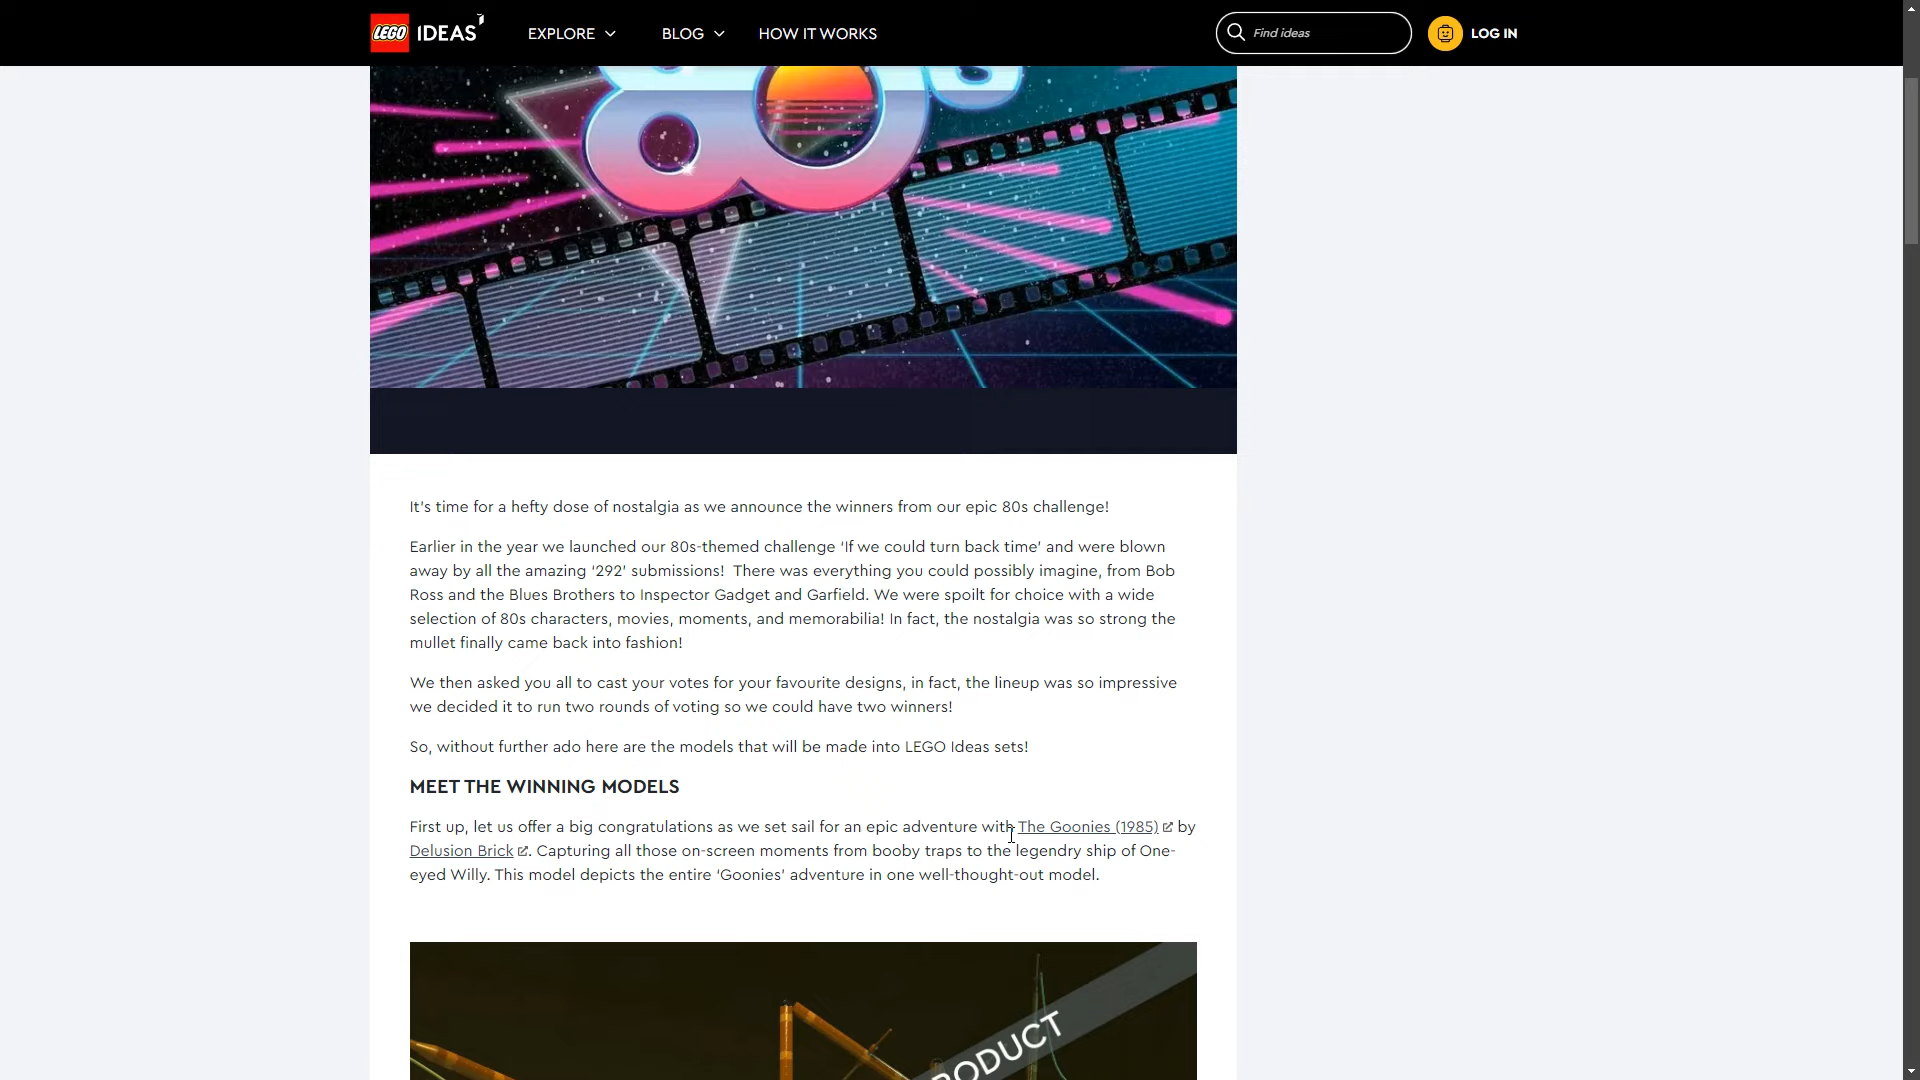 LEGO IDEAS EXPLORE BLOG HOW IT WORKS Find ideas LOG IN
80s
It's time for a hefty dose of nostalgia as we announce the winners from our epic 80s challenge!
Earlier in the year we launched our 80s-themed challenge ‘If we could turn back time’ and were blown
away by all the amazing ‘292’ submissions!  There was everything you could possibly imagine, from Bob
Ross and the Blues Brothers to Inspector Gadget and Garfield. We were spoilt for choice with a wide
selection of 80s characters, movies, moments, and memorabilia! In fact, the nostalgia was so strong the
mullet finally came back into fashion!
We then asked you all to cast your votes for your favourite designs, in fact, the lineup was so impressive
we decided it to run two rounds of voting so we could have two winners!
So, without further ado here are the models that will be made into LEGO Ideas sets!
MEET THE WINNING MODELS
First up, let us offer a big congratulations as we set sail for an epic adventure with The Goonies (1985) by
Delusion Brick. Capturing all those on-screen moments from booby traps to the legendry ship of One-
eyed Willy. This model depicts the entire ‘Goonies’ adventure in one well-thought-out model.
RODUCT